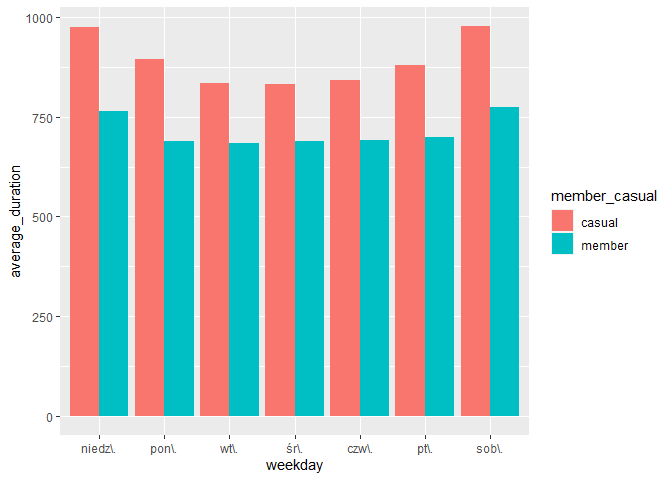 1000
750
500
250
0
average_duration
niedz\. pon\. wt\. śr\. czw\. pt\. sob\.
weekday
member_casual
casual
member